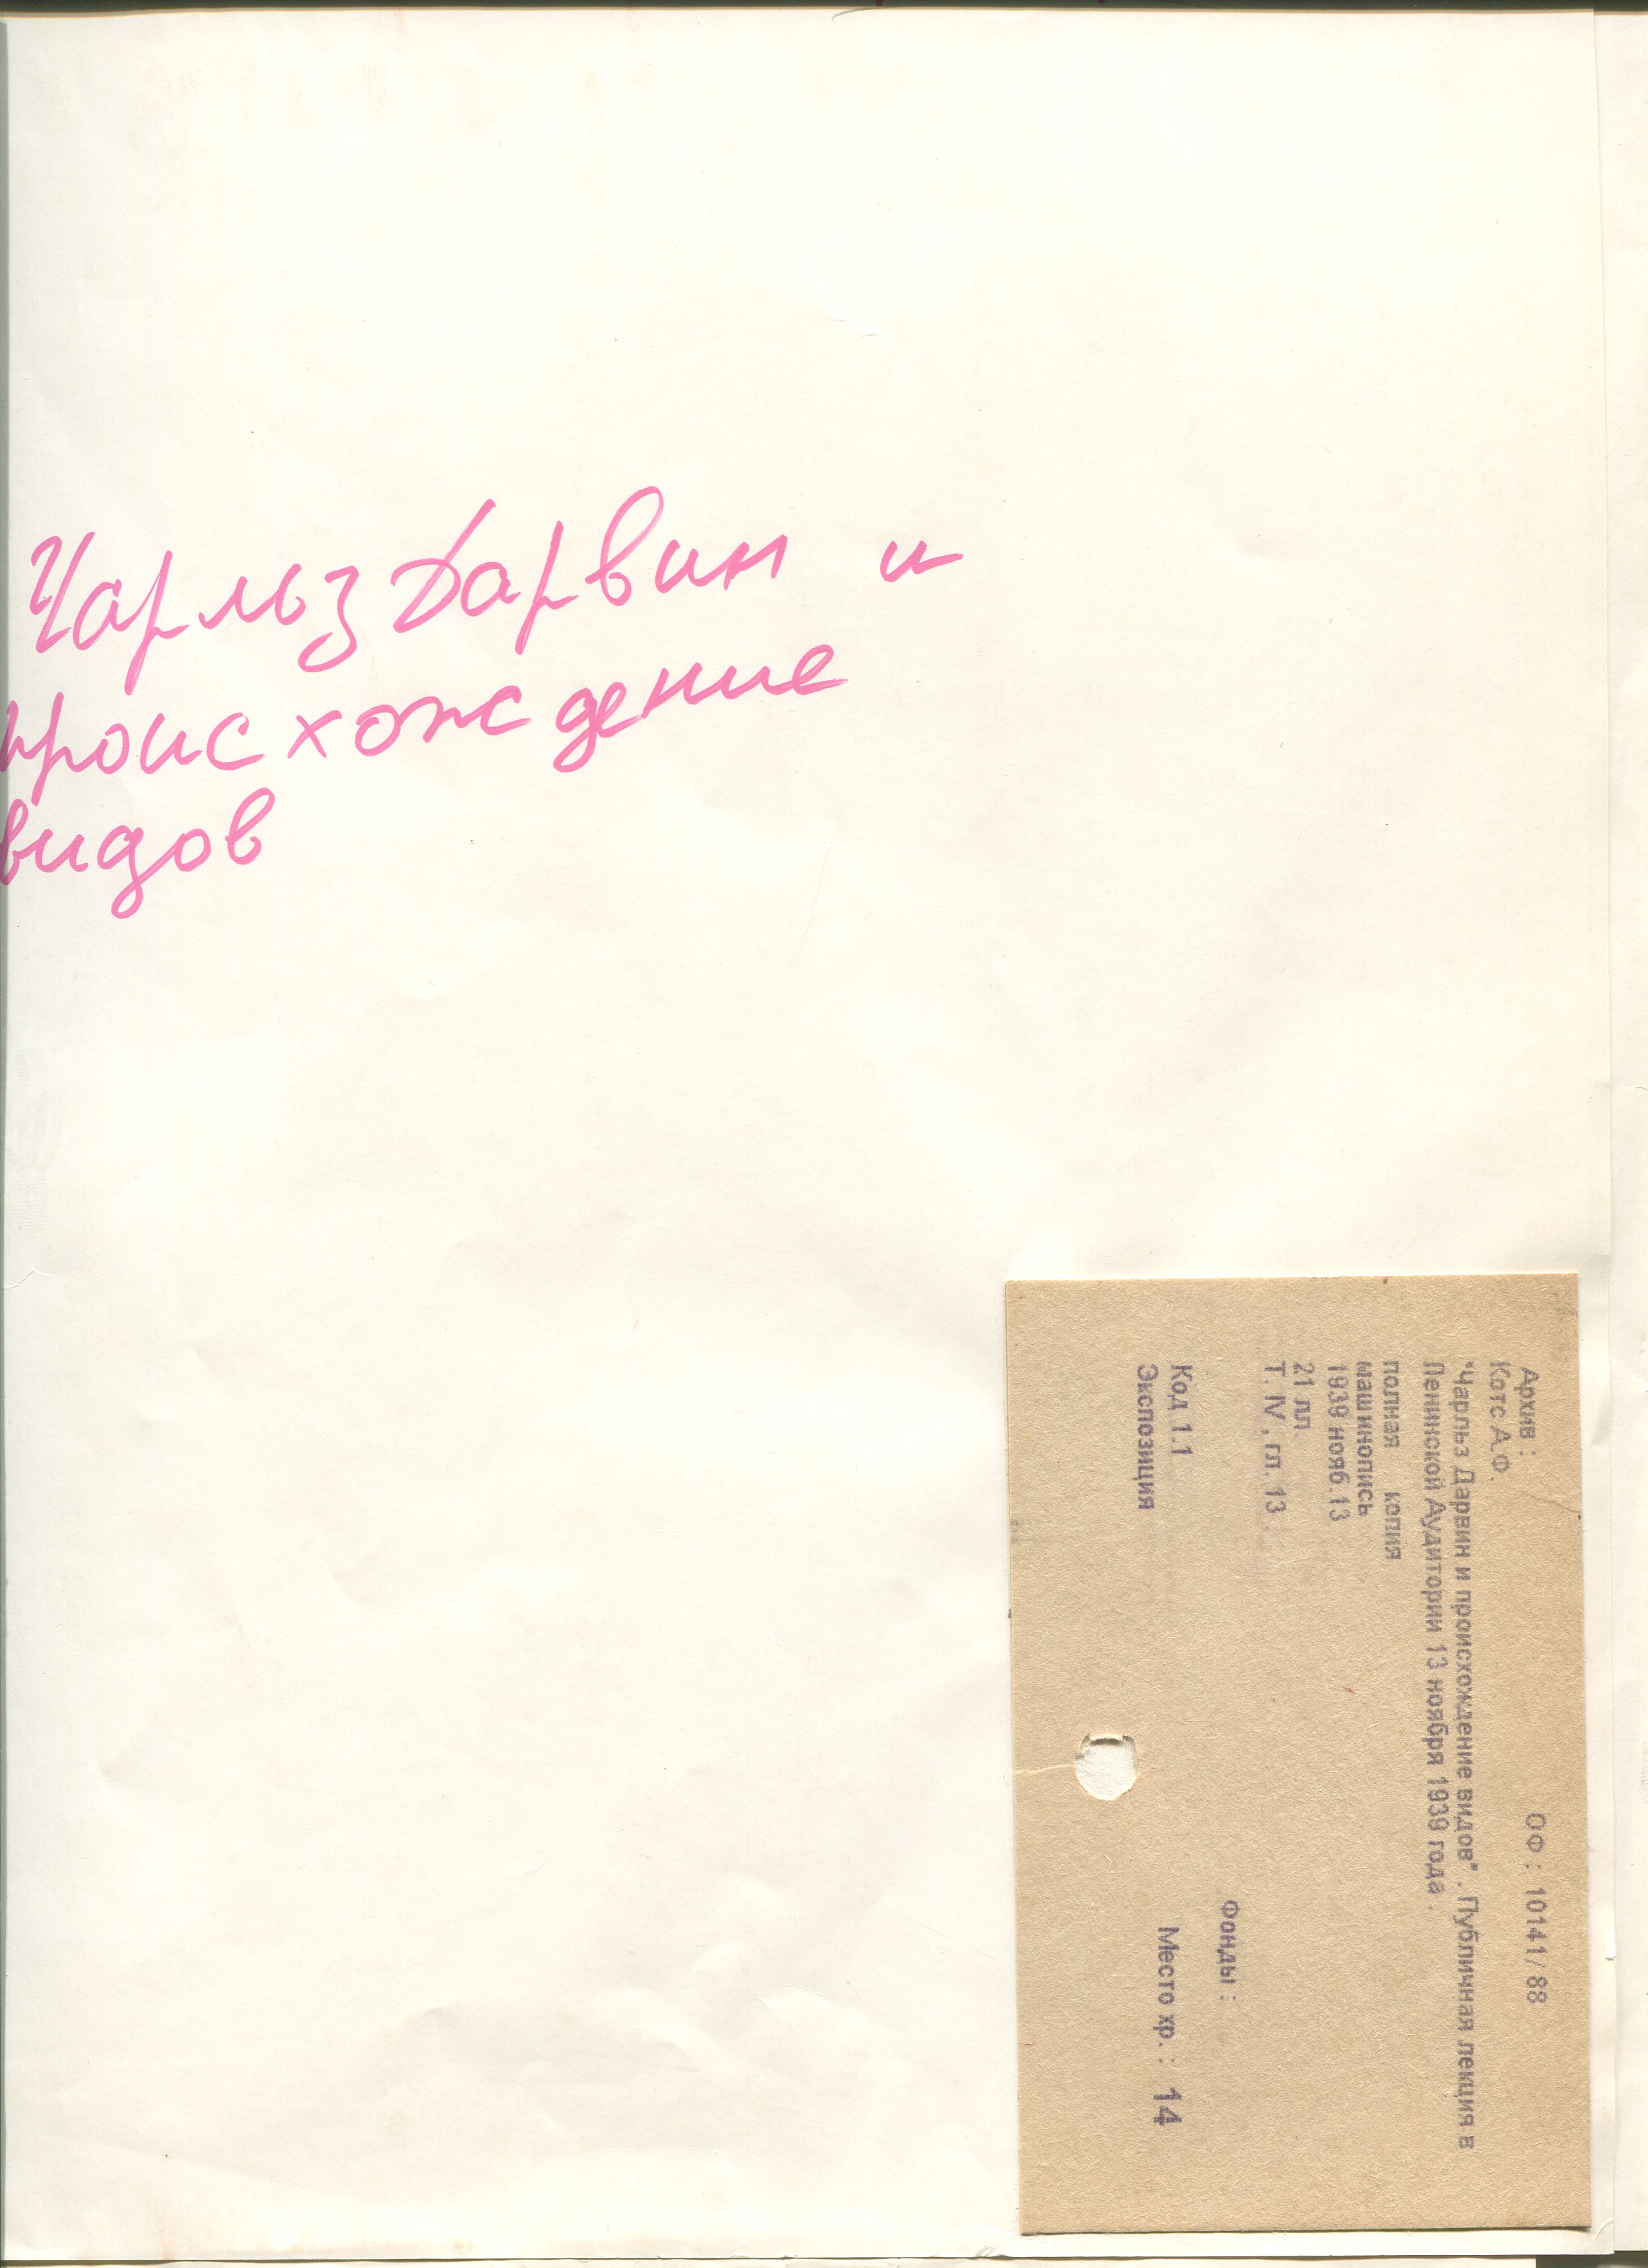 Чарльз Дарвин и
происхождение
видов
Архив : ОФ : 10141 / 88
Котс А.Ф.
"Чарльз Дарвин и происхождение видов" . Публичная лекция в
Ленинской Аудитории 13 ноября 1939 года .
полная копия
машинопись
1939 нояб.13
21 лл.
Т. IV , гл. 13 .
Фонды :
Код 1.1 Место хр. : 14
Экспозиция